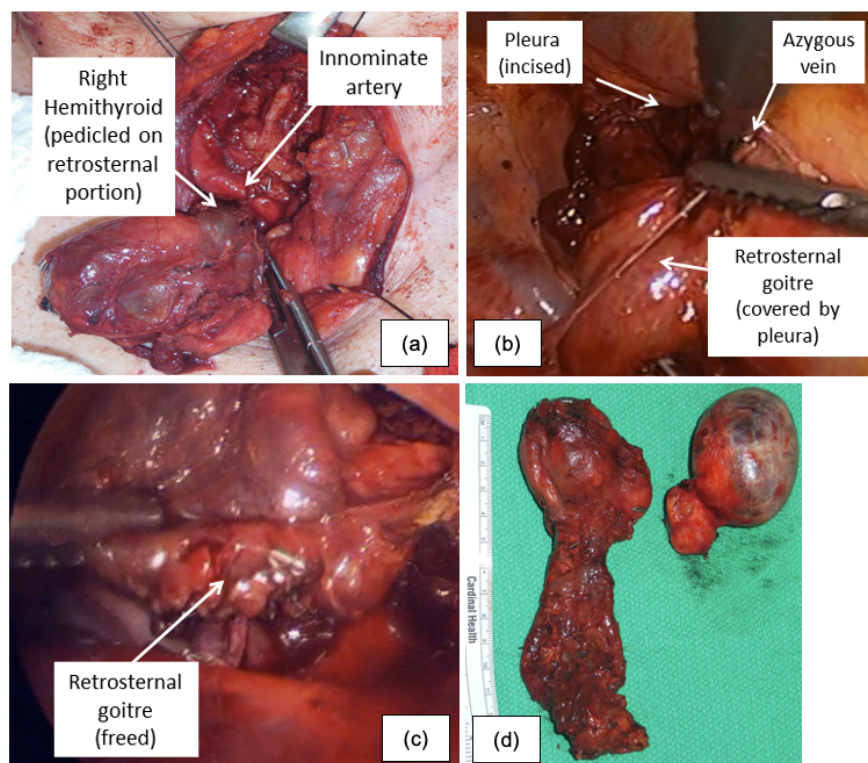 Right
Hemithyroid
(pedicled on
retrosternal
portion)
Innominate
artery
(a)
Pleura
(incised)
Azygous
vein
Retrosternal
goitre
(covered by
pleura)
(b)
Retrosternal
goitre
(freed)
(c)
Cardinal Health
(d)